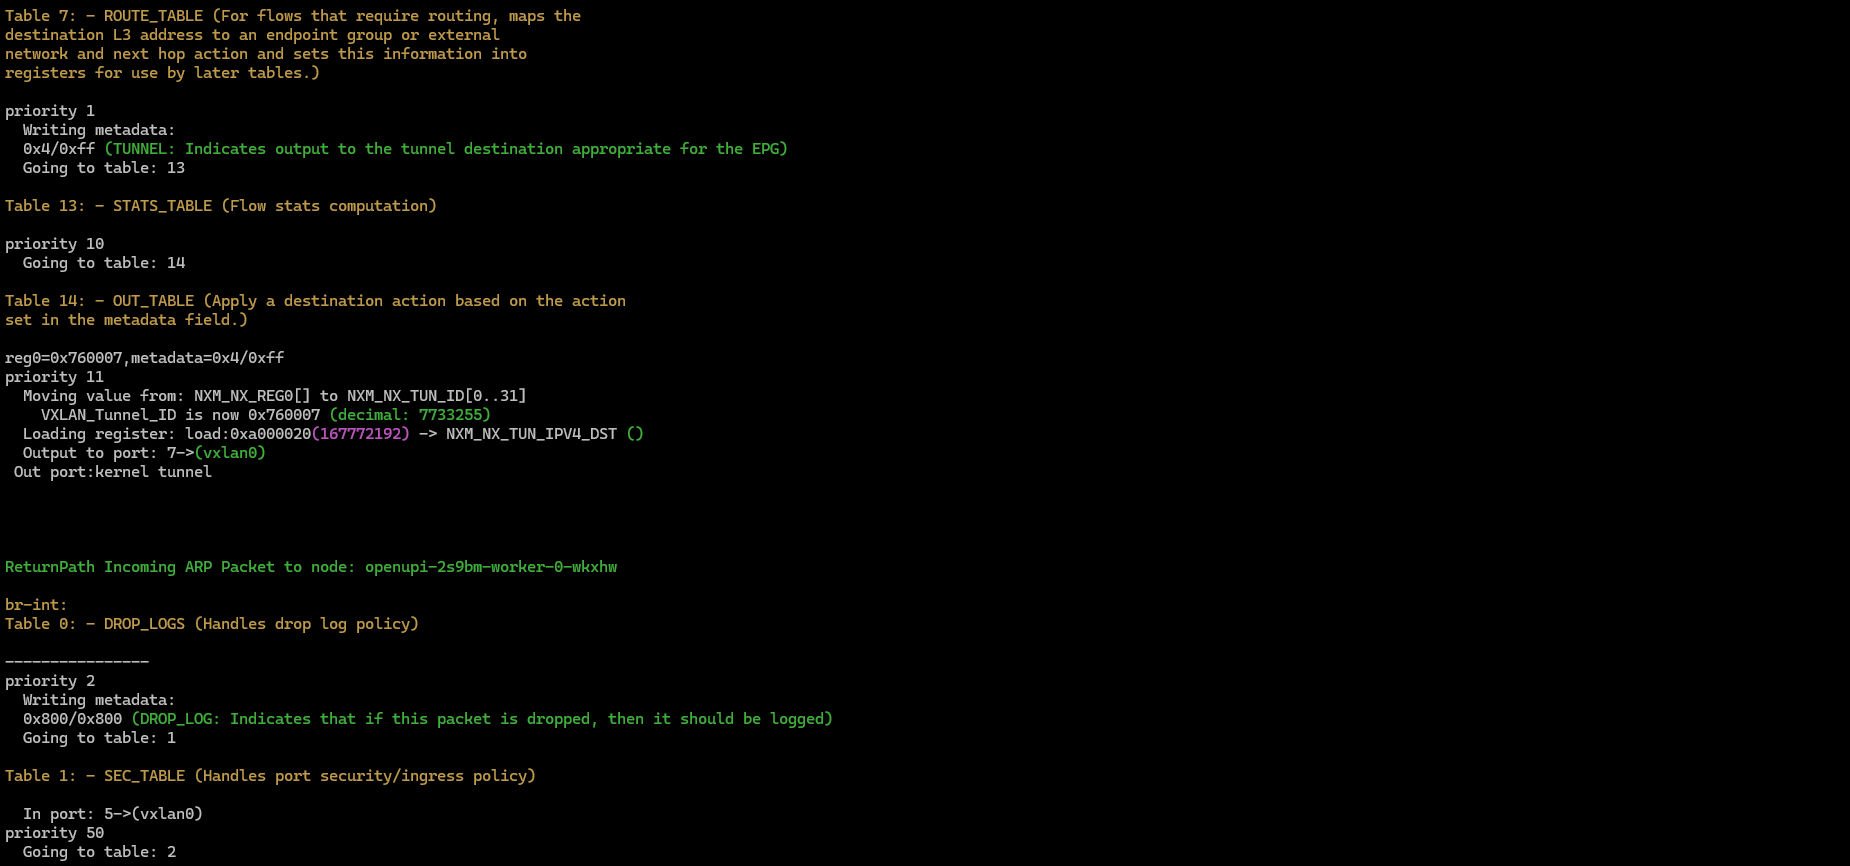 Table 7: - ROUTE_TABLE (For flows that require routing, maps the
destination L3 address to an endpoint group or external
network and next hop action and sets this information into
registers for use by later tables.)
priority 1
Writing metadata:
0x4/0xff (TUNNEL: Indicates output to the tunnel destination appropriate for the EPG)
Going to table: 13
Table 13: - STATS_TABLE (Flow stats computation)
priority 10
Going to table: 14
Table 14: - OUT_TABLE (Apply a destination action based on the action
set in the metadata field.)
reg0=0x760007,metadata=0x4/0xff
priority 11
Moving value from: NXM_NX_REG0[] to NXM_NX_TUN_ID[0..31]
VXLAN_Tunnel_ID is now 0x760007 (decimal: 7733255)
Loading register: load:0xa000020(167772192) -> NXM_NX_TUN_IPV4_DST ()
Output to port: 7->(vxlan0)
Out port:kernel tunnel
ReturnPath Incoming ARP Packet to node: openupi-2s9bm-worker-0-wkxhw
br-int:
Table 0: - DROP_LOGS (Handles drop log policy)
----------------
priority 2
Writing metadata:
0x800/0x800 (DROP_LOG: Indicates that if this packet is dropped, then it should be logged)
Going to table: 1
Table 1: - SEC_TABLE (Handles port security/ingress policy)
In port: 5->(vxlan0)
priority 50
Going to table: 2